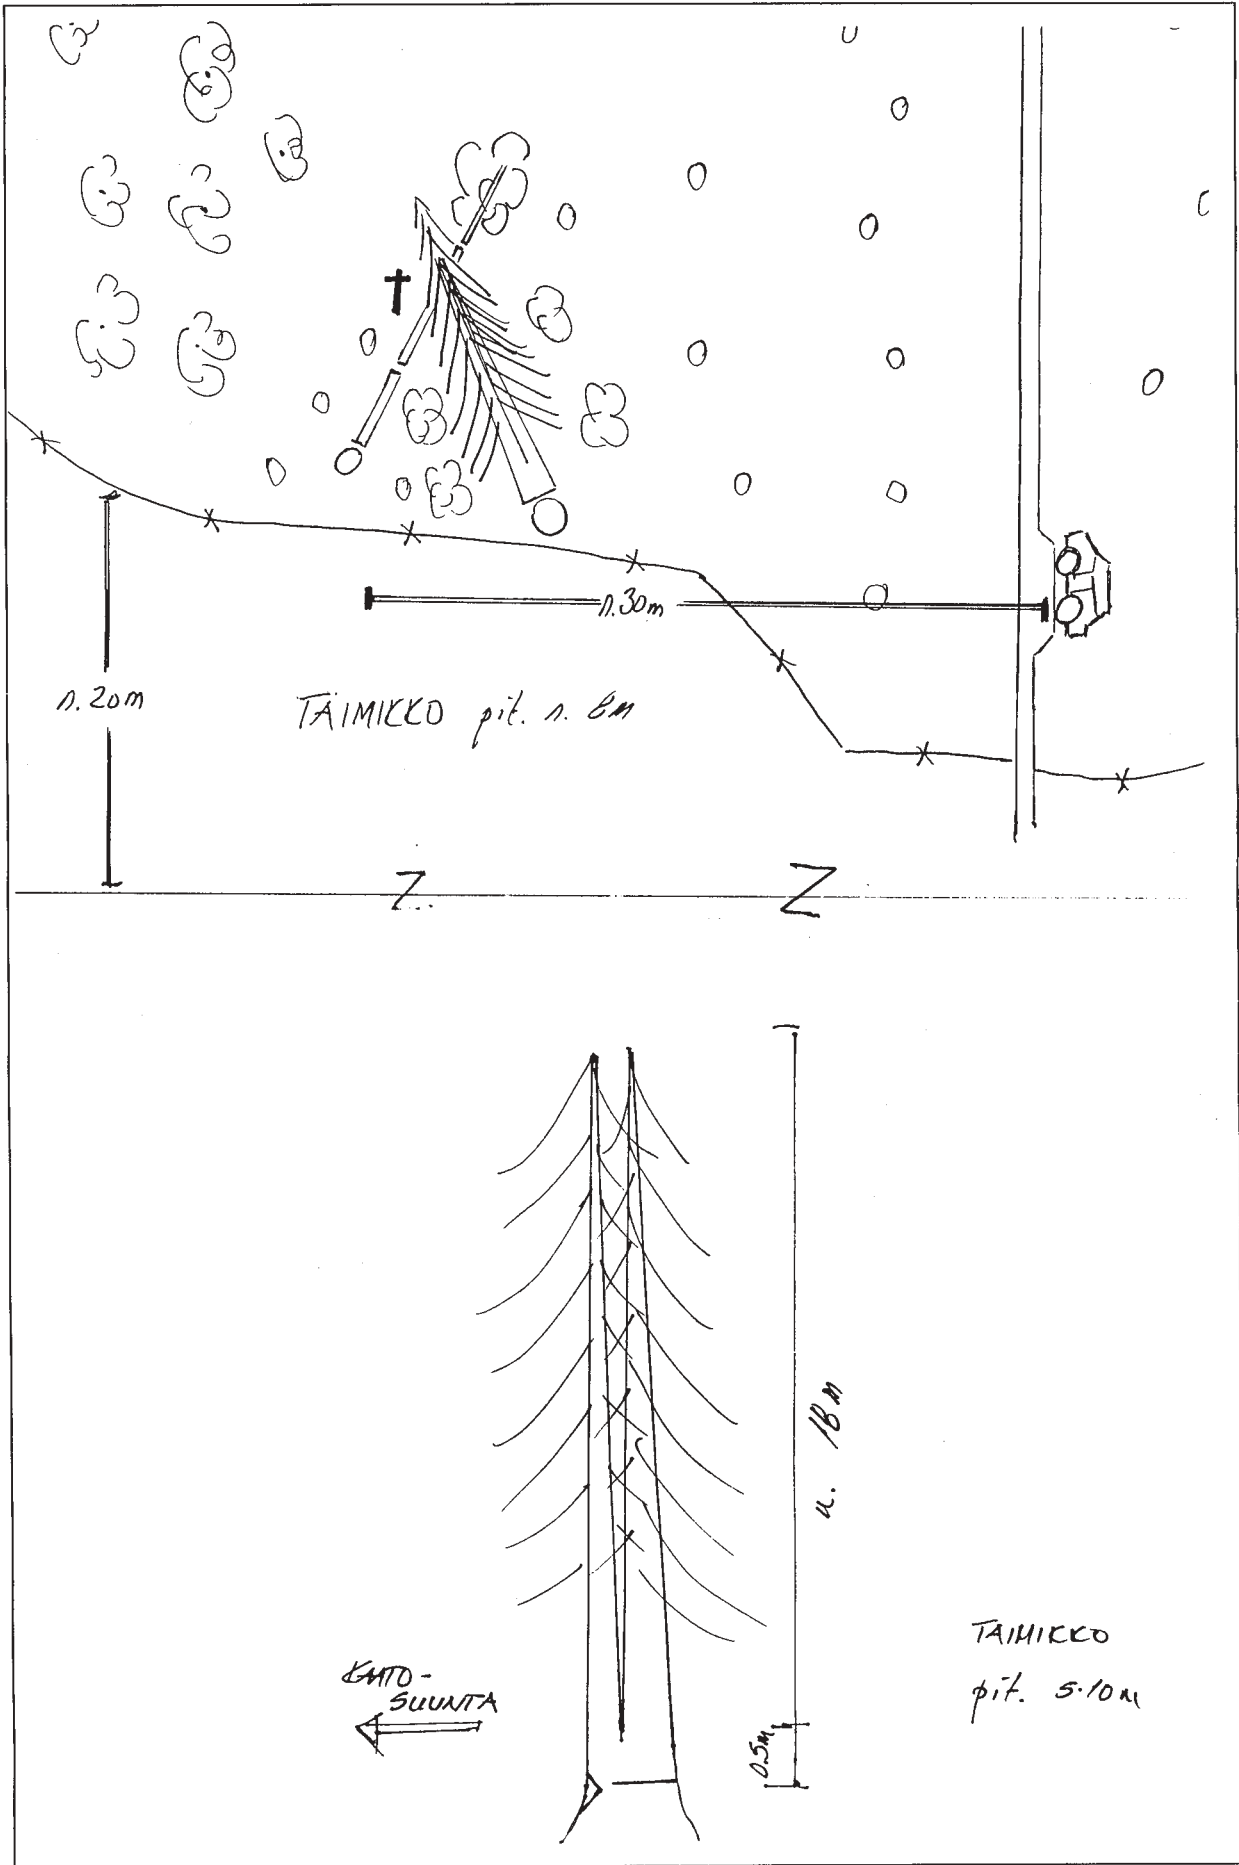 n. 30m
n. 20m
TAIMIKKO pit. n. 8m
Z
Z
n. 18m
KAATO-
SUUNTA
TAIMIKKO
pit. 5-10m
0.5m